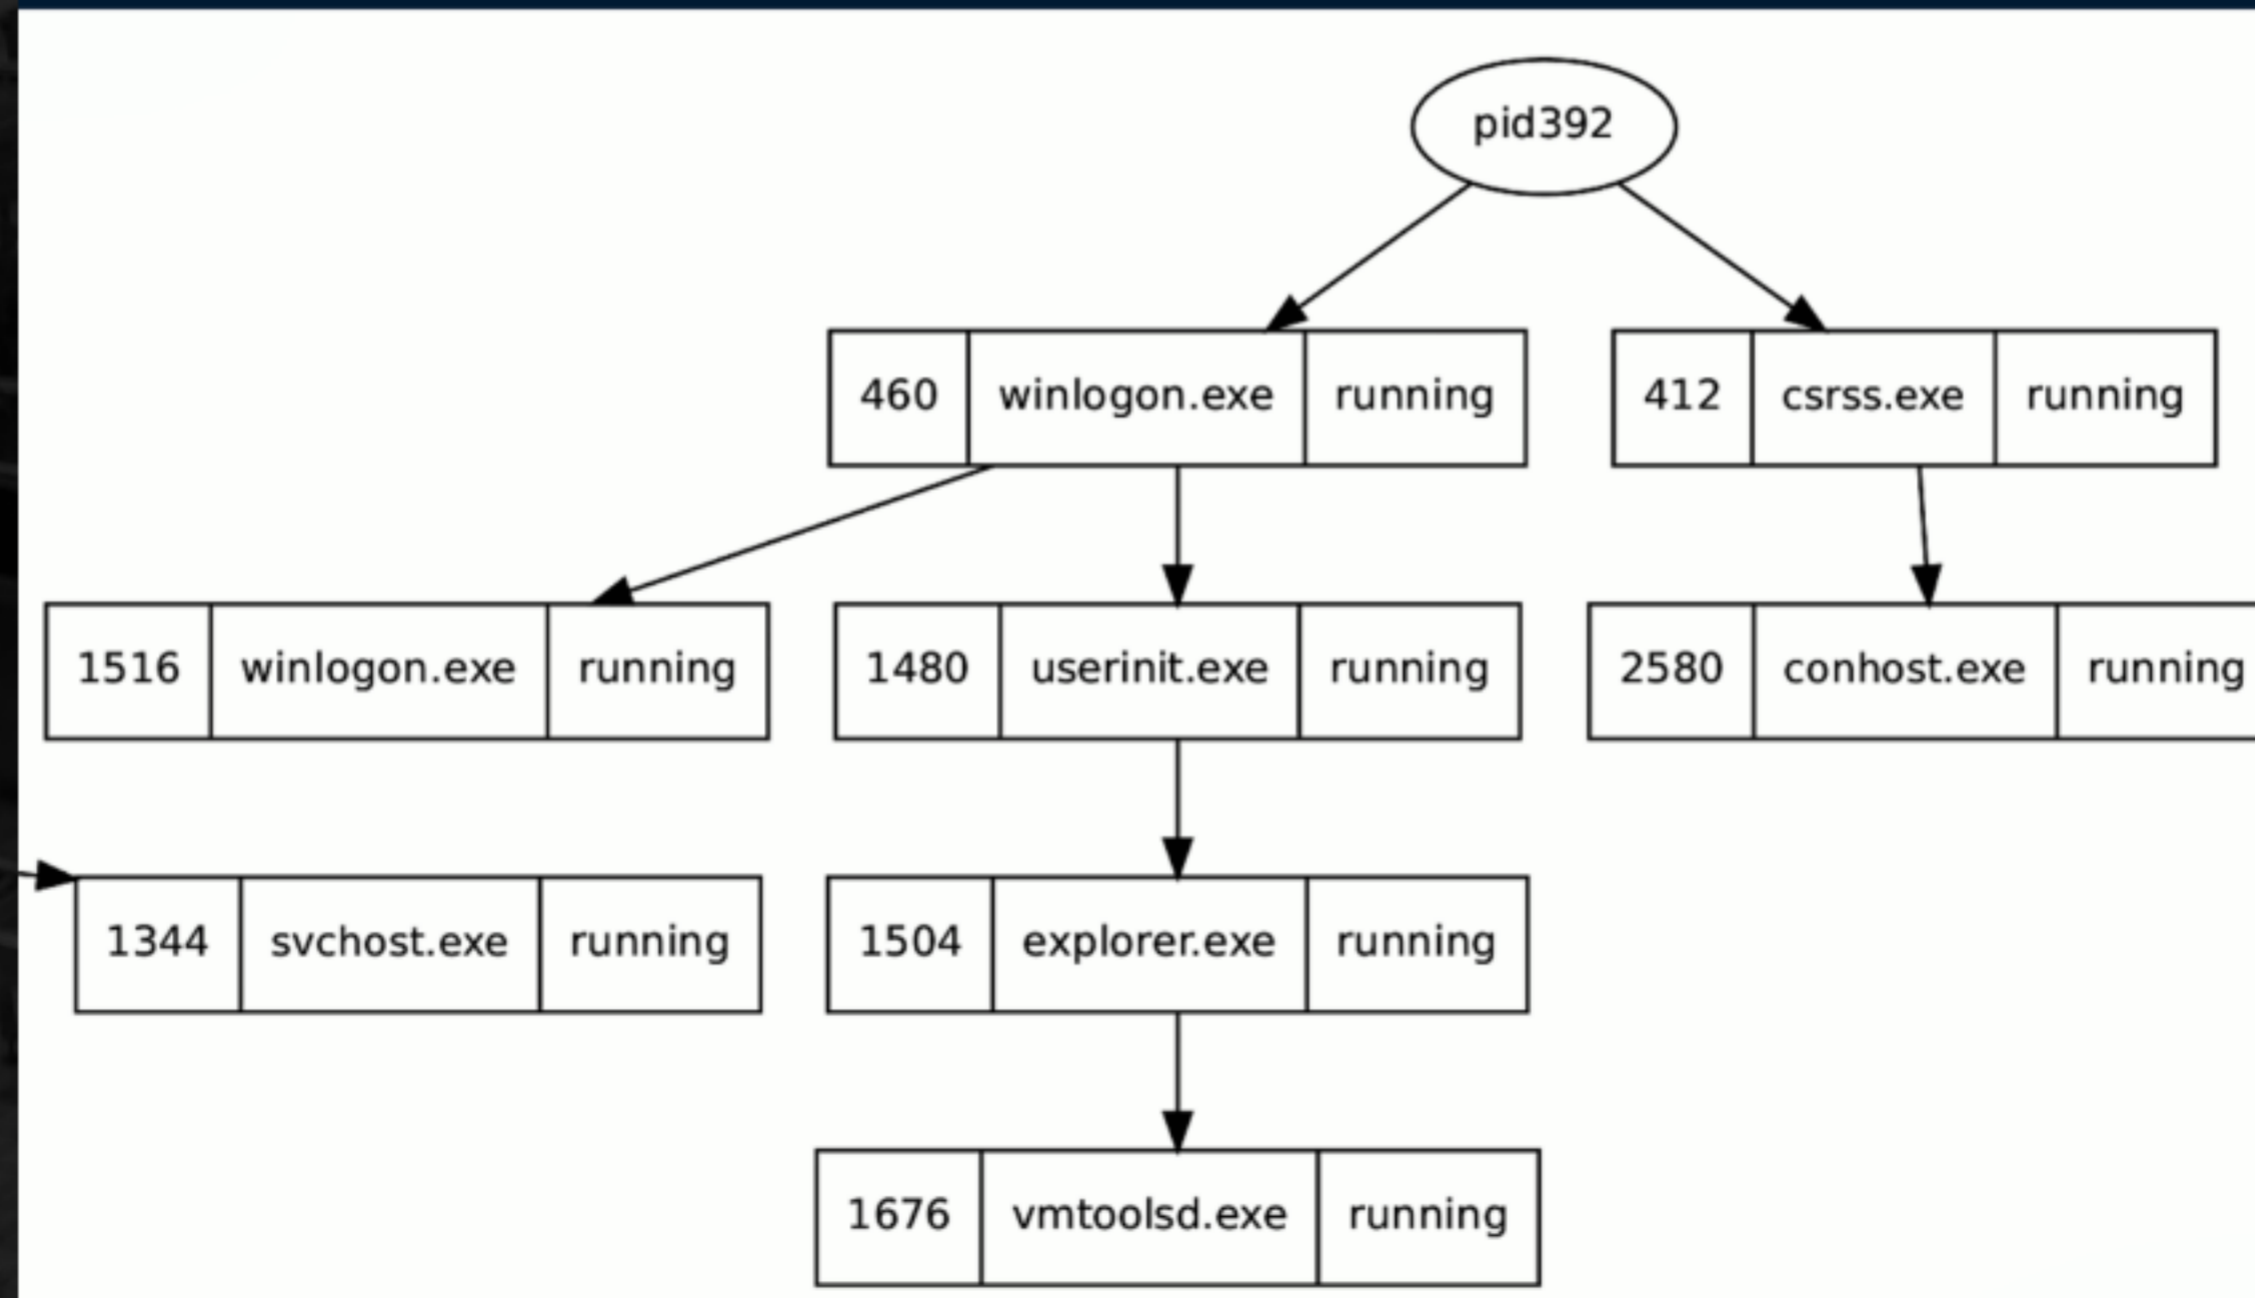 pid392
460 winlogon.exe running
412 csrss.exe running
1516 winlogon.exe running
1480 userinit.exe running
2580 conhost.exe running
1344 svchost.exe running
1504 explorer.exe running
1676 vmtoolsd.exe running